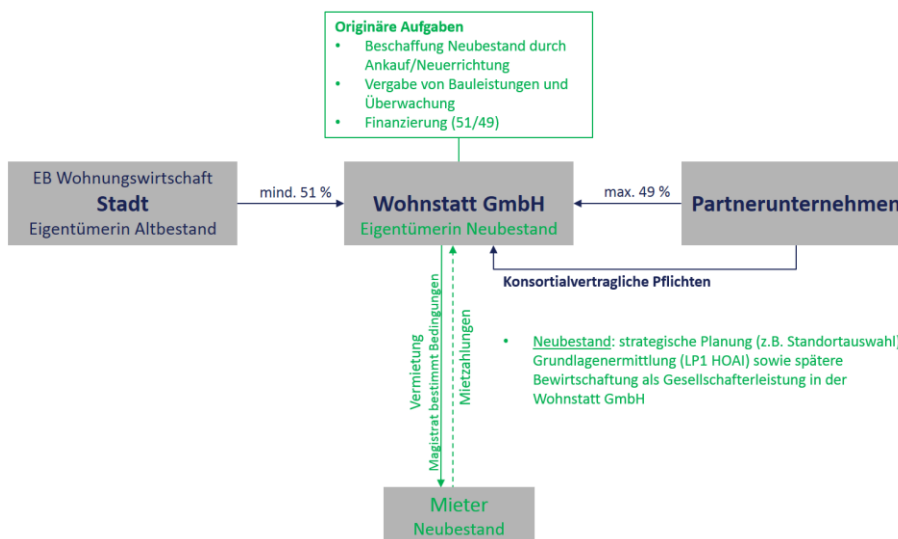 Originäre Aufgaben
• Beschaffung Neubestand durch
Ankauf/Neuerrichtung
• Vergabe von Bauleistungen und
Überwachung
• Finanzierung (51/49)
EB Wohnungswirtschaft
Stadt
Eigentümerin Altbestand
mind. 51 %
Wohnstatt GmbH
Eigentümerin Neubestand
max. 49 %
Partnerunternehmen
Konsortialvertragliche Pflichten
Vermietung
Magistrat bestimmt Bedingungen
Mietzahlungen
• Neubestand: strategische Planung (z.B. Standortauswahl)
Grundlagenermittlung (LP1 HOAI) sowie spätere
Bewirtschaftung als Gesellschafterleistung in der
Wohnstatt GmbH
Mieter
Neubestand